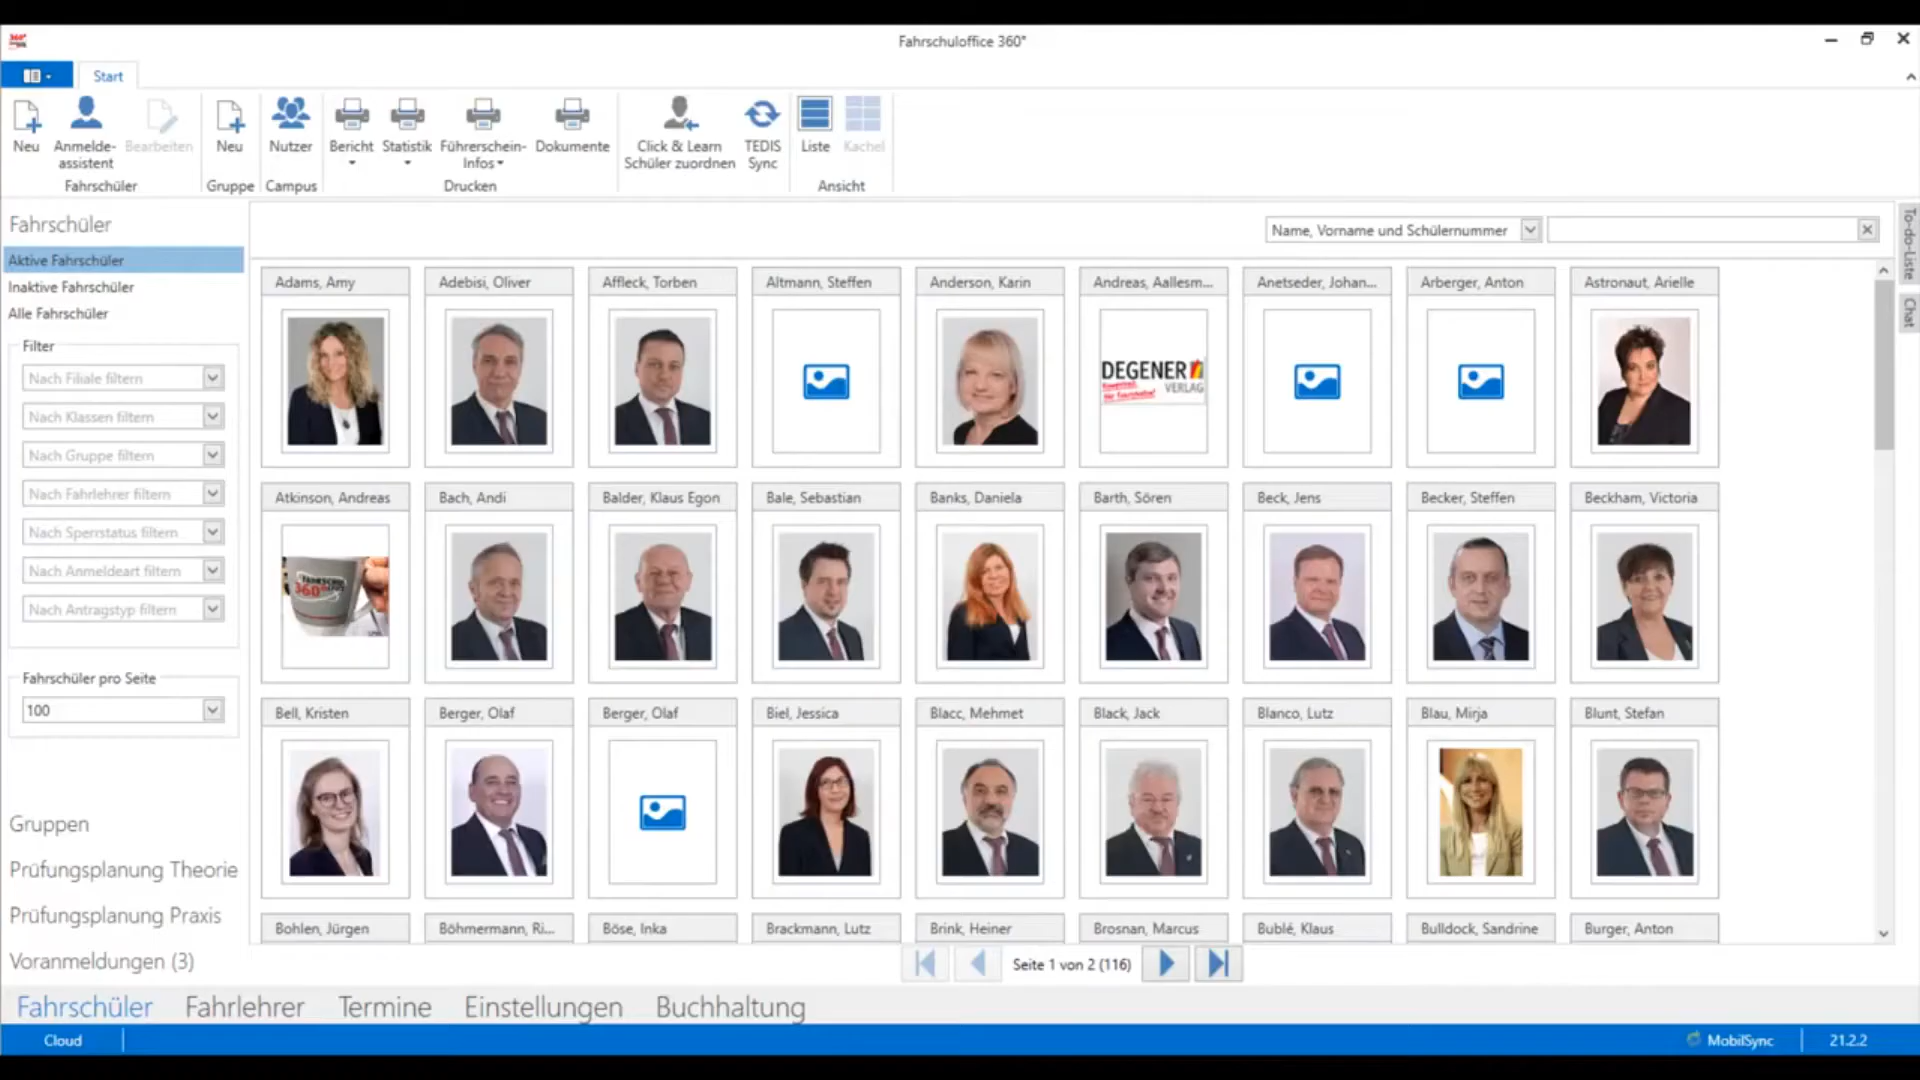 Fahrschuloffice 360°
Start
Neu
Anmelde-
assistent
Bearbeiten
Fahrschüler
Neu
Gruppe
Nutzer
Campus
Bericht
Statistik
Führerschein-
Infos
Dokumente
Drucken
Click & Learn
Schüler zuordnen
TEDIS
Sync
Liste
Kachel
Ansicht
Fahrschüler
Aktive Fahrschüler
Inaktive Fahrschüler
Alle Fahrschüler
Filter
Nach Filiale filtern
Nach Klassen filtern
Nach Gruppe filtern
Nach Fahrlehrer filtern
Nach Sperrstatus filtern
Nach Anmeldeart filtern
Nach Antragstyp filtern
Fahrschüler pro Seite
100
Gruppen
Prüfungsplanung Theorie
Prüfungsplanung Praxis
Voranmeldungen (3)
Name, Vorname und Schülernummer
To-do-Liste
Chat
Adams, Amy
Adebisi, Oliver
Affleck, Torben
Altmann, Steffen
Anderson, Karin
Andreas, Aallesm...
Anetseder, Johan...
Arberger, Anton
Astronaut, Arielle
DEGENER
VERLAG
Atkinson, Andreas
Bach, Andi
Balder, Klaus Egon
Bale, Sebastian
Banks, Daniela
Barth, Sören
Beck, Jens
Becker, Steffen
Beckham, Victoria
360°
Bell, Kristen
Berger, Olaf
Berger, Olaf
Biel, Jessica
Blacc, Mehmet
Black, Jack
Blanco, Lutz
Blau, Mirja
Blunt, Stefan
Bohlen, Jürgen
Böhmermann, Ri...
Böse, Inka
Brackmann, Lutz
Brink, Heiner
Brosnan, Marcus
Bublé, Klaus
Bulldock, Sandrine
Burger, Anton
Seite 1 von 2 (116)
Fahrschüler
Fahrlehrer
Termine
Einstellungen
Buchhaltung
Cloud
MobilSync
21.2.2